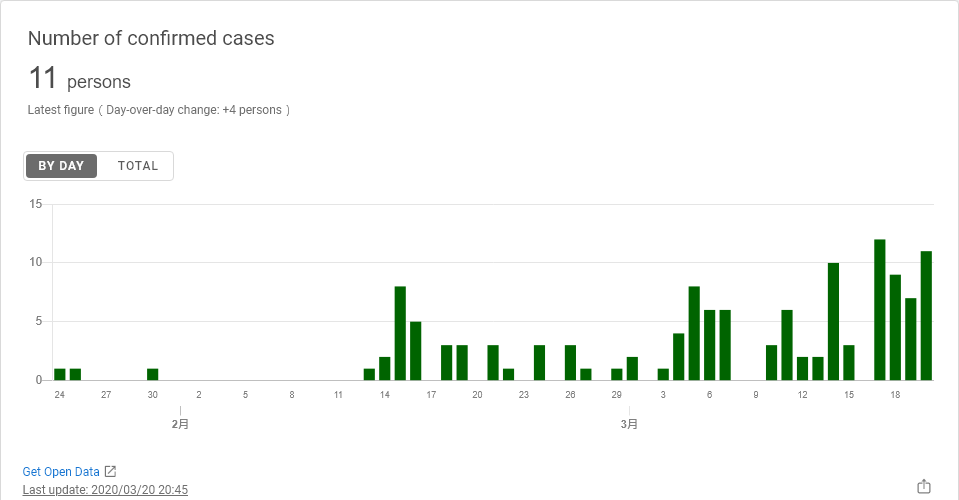 Number of confirmed cases
11 persons
Latest figure ( Day-over-day change: +4 persons )
BY DAY TOTAL
15
10
5
0
24 27 30 2 5 8 11 14 17 20 23 26 29 3 6 9 12 15 18
2月 3月
Get Open Data
Last update: 2020/03/20 20:45